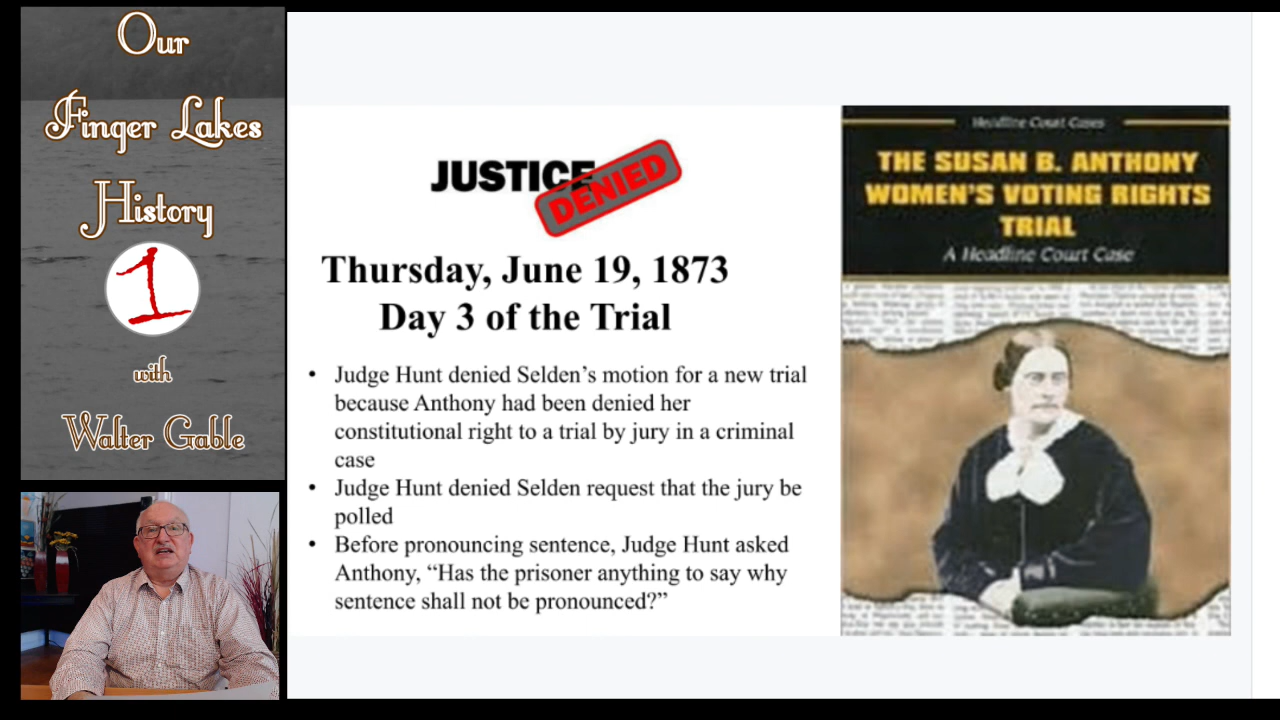 Our
Finger Lakes
History
1
with
Walter Gable
JUSTICE
DENIED
Thursday, June 19, 1873
Day 3 of the Trial
• Judge Hunt denied Selden’s motion for a new trial
because Anthony had been denied her
constitutional right to a trial by jury in a criminal
case
• Judge Hunt denied Selden request that the jury be
polled
• Before pronouncing sentence, Judge Hunt asked
Anthony, “Has the prisoner anything to say why
sentence shall not be pronounced?”
Headline Court Cases
THE SUSAN B. ANTHONY
WOMEN'S VOTING RIGHTS
TRIAL
A Headline Court Case